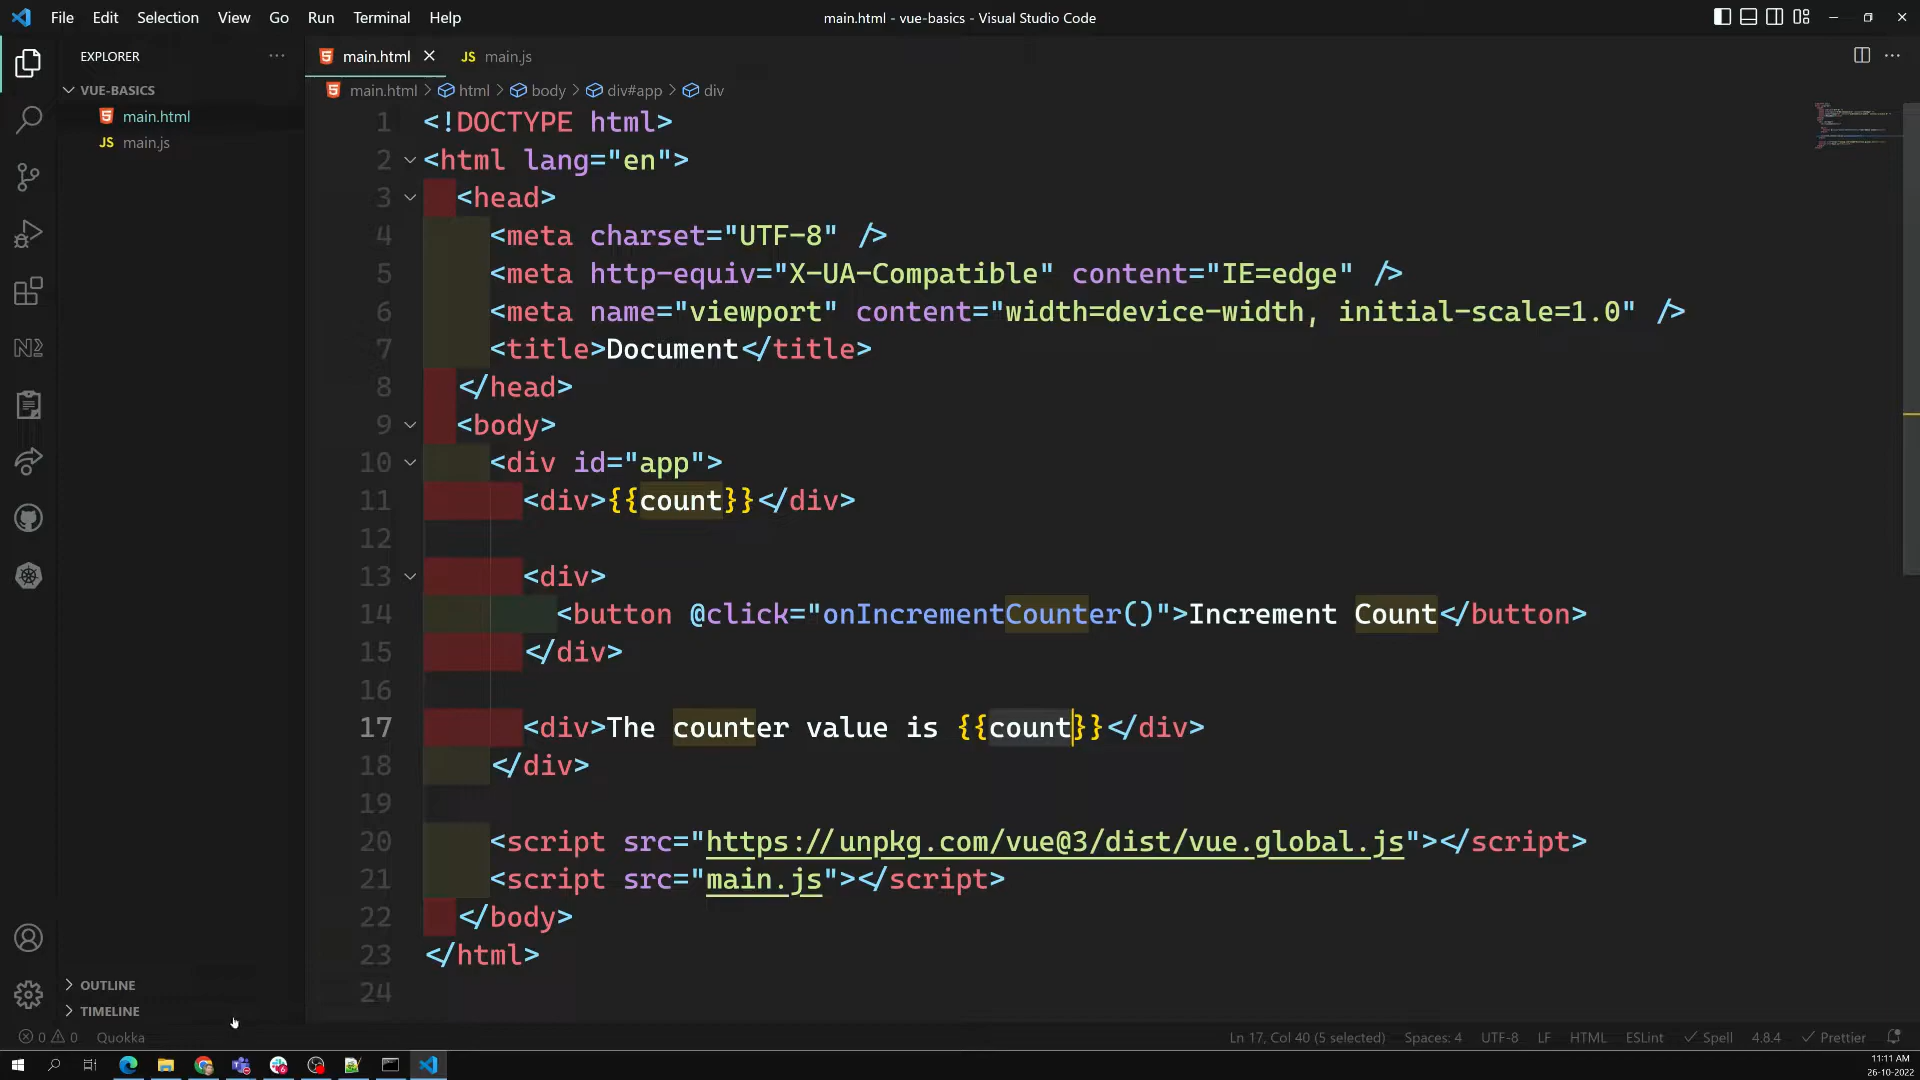 File Edit Selection View Go Run Terminal Help
main.html - vue-basics - Visual Studio Code
EXPLORER
VUE-BASICS
main.html
JS main.js
OUTLINE
TIMELINE
main.html
JS main.js
main.html > html > body > div#app > div
1 <!DOCTYPE html>
2 <html lang="en">
3 <head>
4 <meta charset="UTF-8" />
5 <meta http-equiv="X-UA-Compatible" content="IE=edge" />
6 <meta name="viewport" content="width=device-width, initial-scale=1.0" />
7 <title>Document</title>
8 </head>
9 <body>
10 <div id="app">
11 <div>{{count}}</div>
12
13 <div>
14 <button @click="onIncrementCounter()">Increment Count</button>
15 </div>
16
17 <div>The counter value is {{count}}</div>
18 </div>
19
20 <script src="https://unpkg.com/vue@3/dist/vue.global.js"></script>
21 <script src="main.js"></script>
22 </body>
23 </html>
24
0 0 Quokka
Ln 17, Col 40 (5 selected) Spaces: 4 UTF-8 LF HTML ESLint Spell 4.8.4 Prettier
11:11 AM
26-10-2022